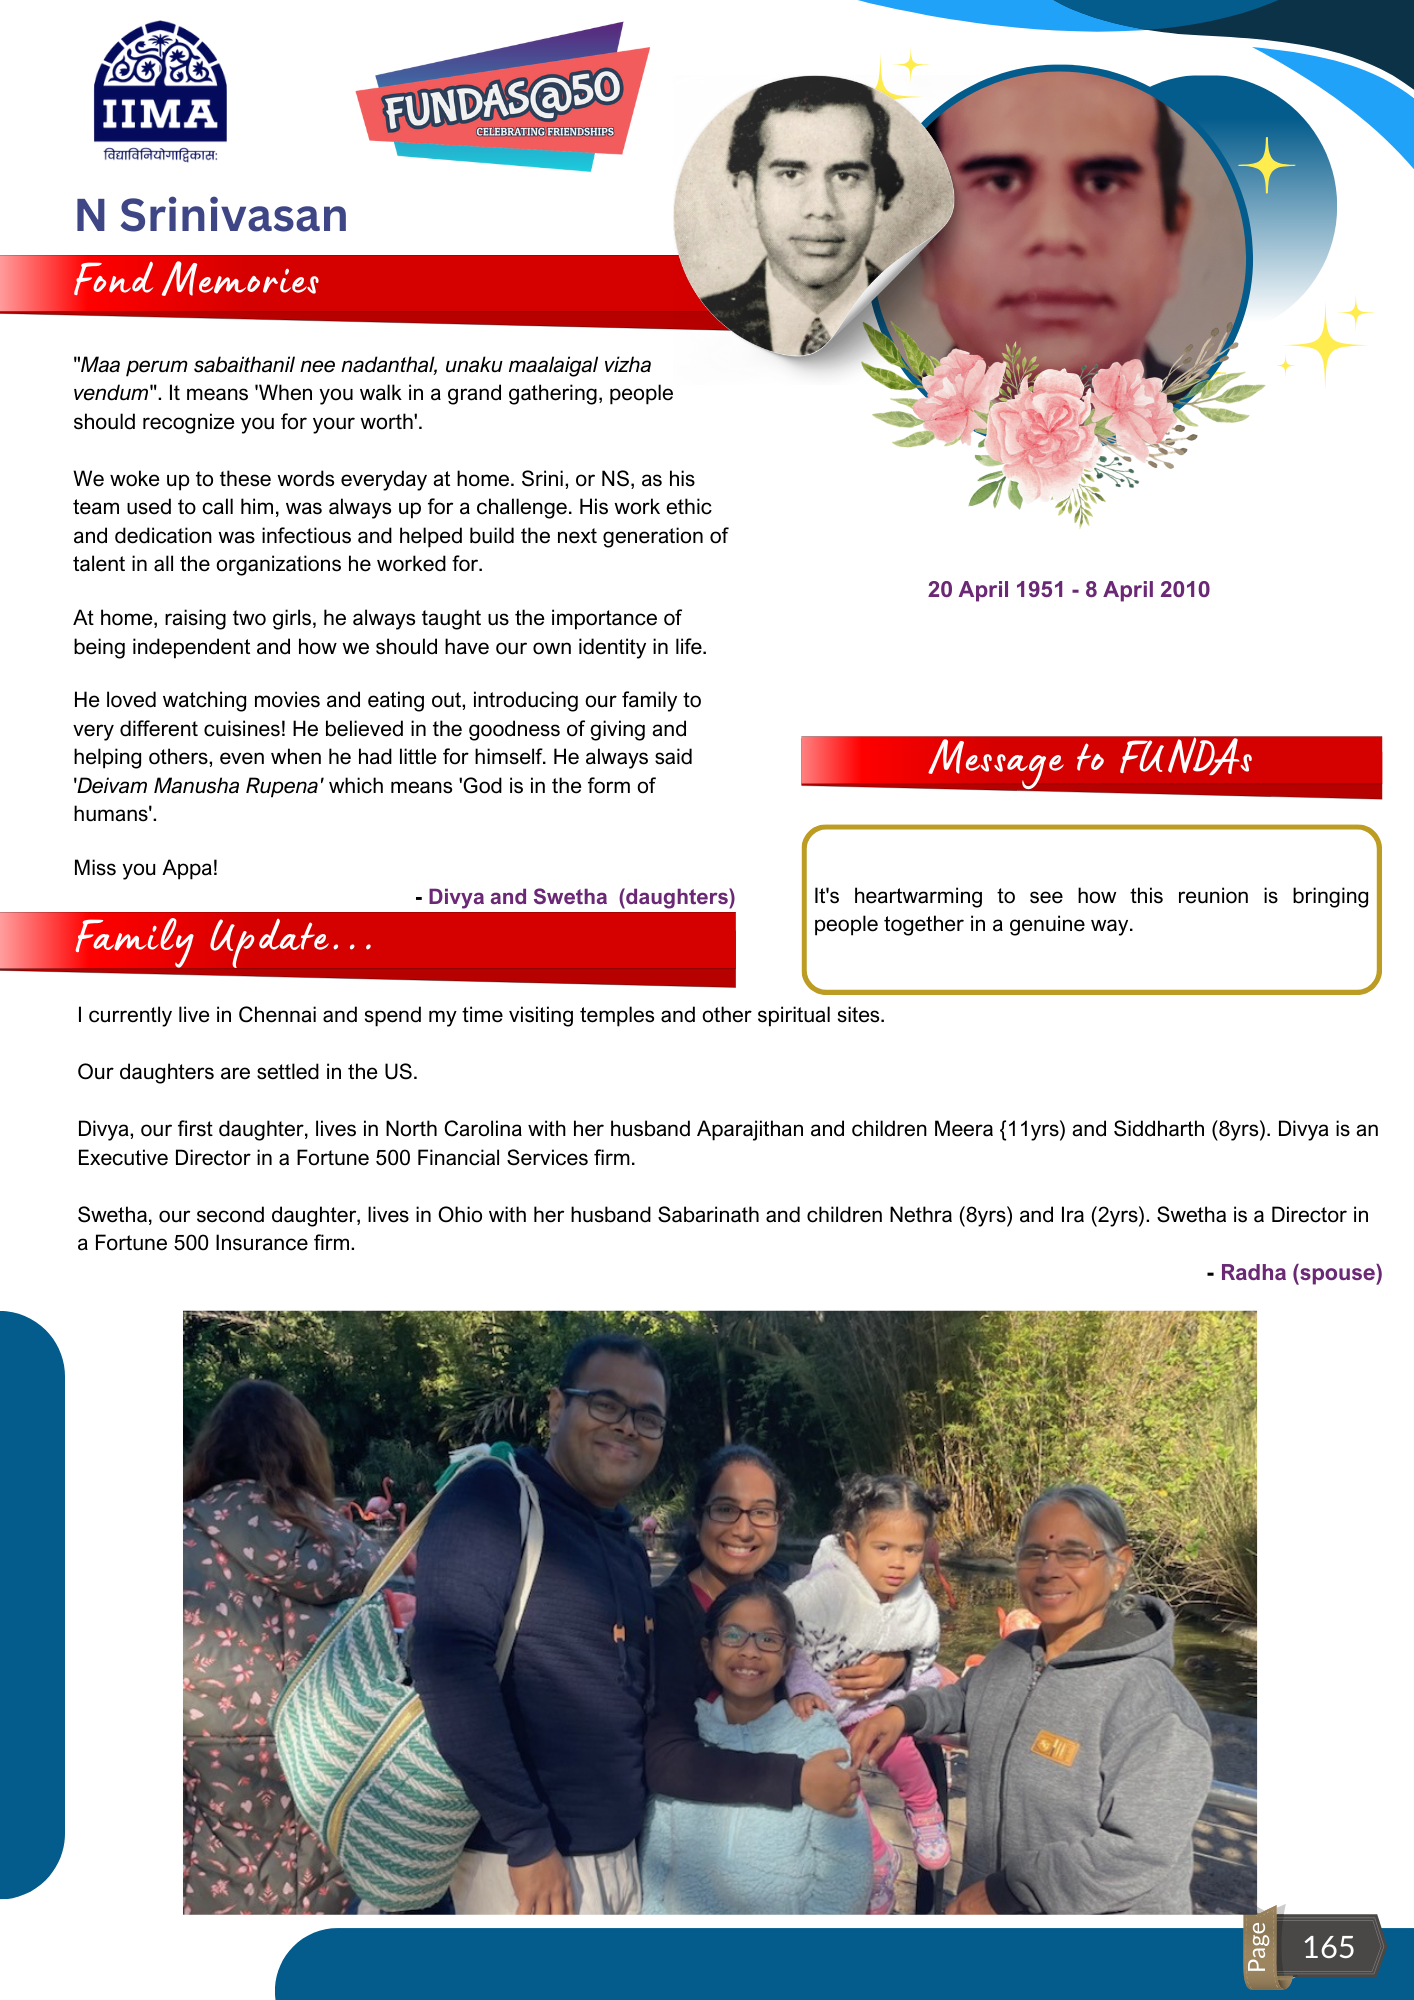 IIMA
विद्याविनियोगाद्विकास:
FUNDAS@50
CELEBRATING FRIENDSHIPS
N Srinivasan
Fond Memories
"Maa perum sabaithanil nee nadanthal, unaku maalaigal vizha
vendum". It means 'When you walk in a grand gathering, people
should recognize you for your worth'.
We woke up to these words everyday at home. Srini, or NS, as his
team used to call him, was always up for a challenge. His work ethic
and dedication was infectious and helped build the next generation of
talent in all the organizations he worked for.
At home, raising two girls, he always taught us the importance of
being independent and how we should have our own identity in life.
He loved watching movies and eating out, introducing our family to
very different cuisines! He believed in the goodness of giving and
helping others, even when he had little for himself. He always said
'Deivam Manusha Rupena' which means 'God is in the form of
humans'.
Miss you Appa!
- Divya and Swetha (daughters)
20 April 1951 - 8 April 2010
Message to FUNDAs
It's heartwarming to see how this reunion is bringing
people together in a genuine way.
Family Update...
I currently live in Chennai and spend my time visiting temples and other spiritual sites.
Our daughters are settled in the US.
Divya, our first daughter, lives in North Carolina with her husband Aparajithan and children Meera {11yrs) and Siddharth (8yrs). Divya is an
Executive Director in a Fortune 500 Financial Services firm.
Swetha, our second daughter, lives in Ohio with her husband Sabarinath and children Nethra (8yrs) and Ira (2yrs). Swetha is a Director in
a Fortune 500 Insurance firm.
- Radha (spouse)
Page
165